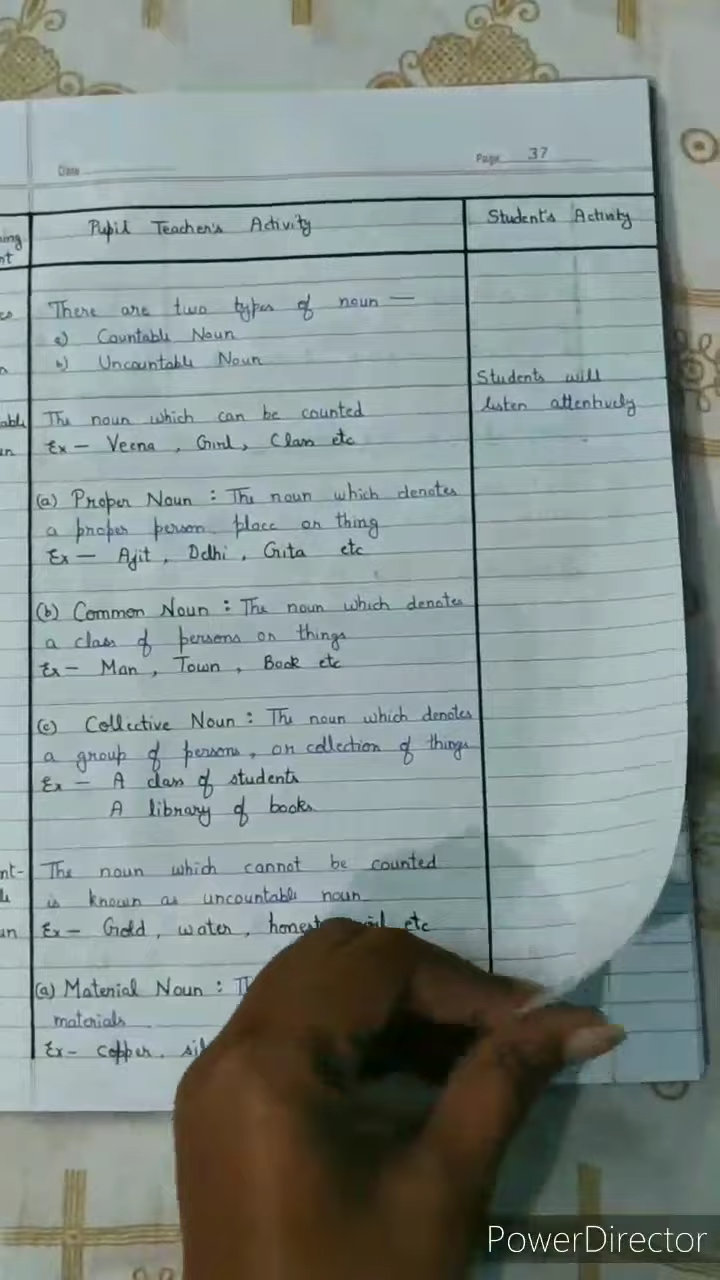 Date
Page 37
Pupil Teacher's Activity
Student's Activity
There are two types of noun —
a) Countable Noun
b) Uncountable Noun
Students will
listen attentively
The noun which can be counted
Ex — Veena, Girl, Class etc
(a) Proper Noun : The noun which denotes
a proper person place or thing
Ex — Ajit, Delhi, Gita etc
(b) Common Noun : The noun which denotes
a class of persons or things
Ex — Man, Town, Book etc
(c) Collective Noun : The noun which denotes
a group of persons, or collection of things
Ex — A class of students
A library of books
The noun which cannot be counted
is known as uncountable noun
Ex — Gold, water, etc
(a) Material Noun :
materials
Ex — copper,
PowerDirector